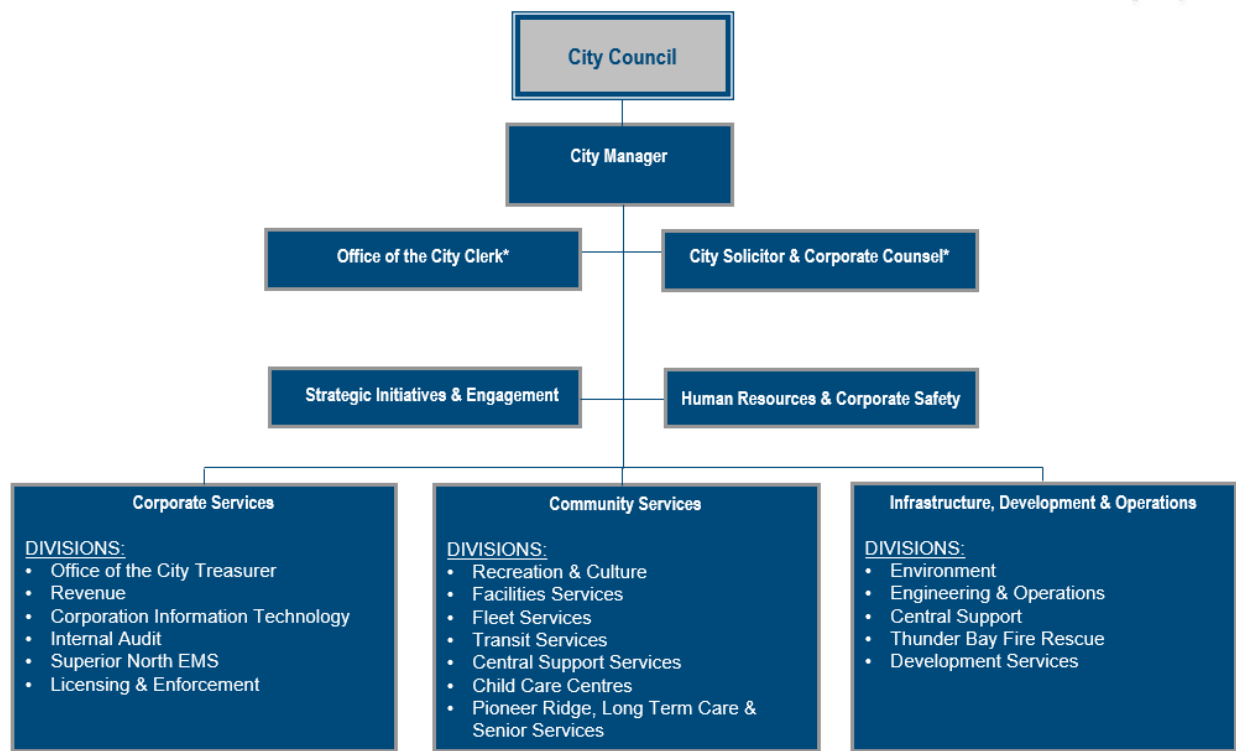 City Council
City Manager
Office of the City Clerk*
City Solicitor & Corporate Counsel*
Strategic Initiatives & Engagement
Human Resources & Corporate Safety
Corporate Services
DIVISIONS:
• Office of the City Treasurer
• Revenue
• Corporation Information Technology
• Internal Audit
• Superior North EMS
• Licensing & Enforcement
Community Services
DIVISIONS:
• Recreation & Culture
• Facilities Services
• Fleet Services
• Transit Services
• Central Support Services
• Child Care Centres
• Pioneer Ridge, Long Term Care &
Senior Services
Infrastructure, Development & Operations
DIVISIONS:
• Environment
• Engineering & Operations
• Central Support
• Thunder Bay Fire Rescue
• Development Services